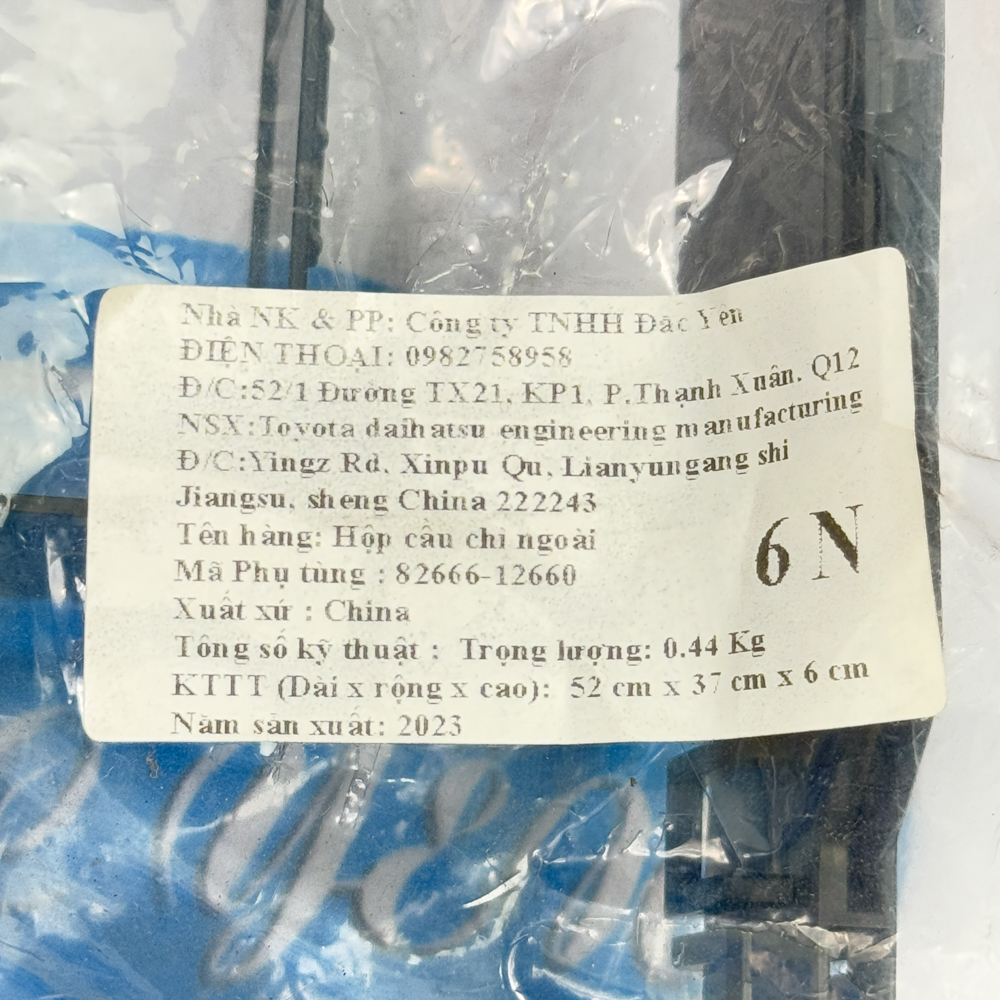 Nhà NK & PP: Công ty TNHH Đăc Yên
ĐIỆN THOẠI: 0982758958
Đ/C:52/1 Đường TX21, KP1, P.Thạnh Xuân. Q12
NSX:Toyota daihatsu engineering manufacturing
Đ/C:Yingz Rd, Xinpu Qu, Lianyungang shi
Jiangsu, sheng China 222243
Tên hàng: Hộp cầu chì ngoài
Mã Phụ tùng : 82666-12660
6 N
Xuất xứ : China
Tông số kỹ thuật : Trọng lượng: 0.44 Kg
KTTT (Dài x rộng x cao): 52 cm x 37 cm x 6 cm
Năm sản xuất: 2023